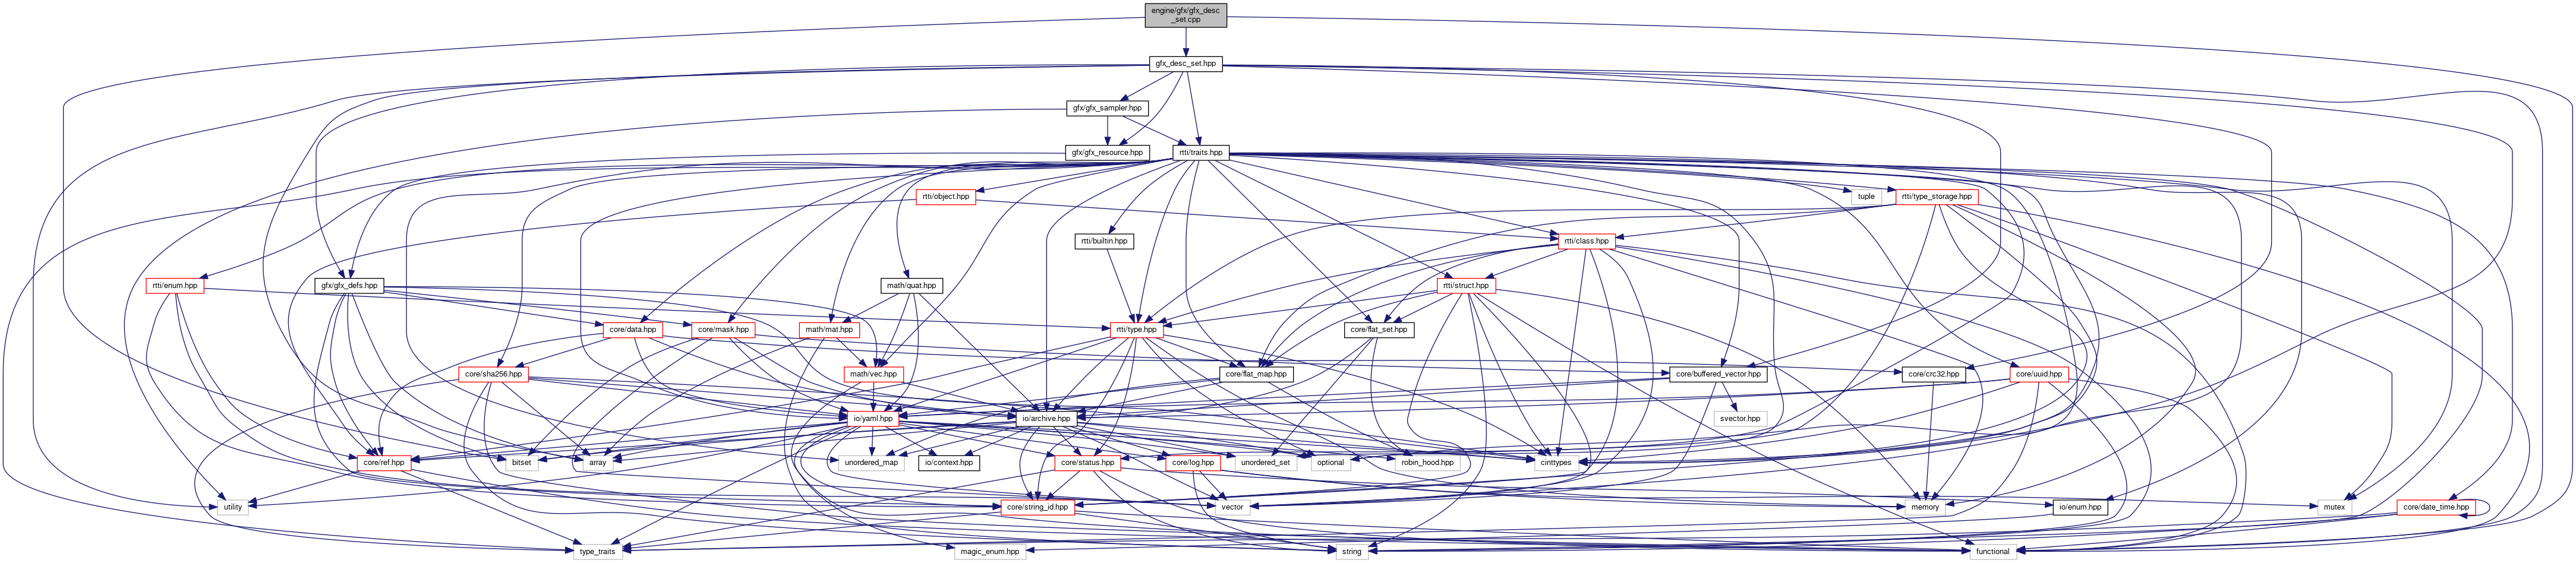 engine/gfx/gfx_desc
_set.cpp
gfx_desc_set.hpp
gfx/gfx_sampler.hpp
gfx/gfx_resource.hpp
rtti/traits.hpp
rtti/object.hpp
tuple
rtti/type_storage.hpp
rtti/builtin.hpp
rtti/class.hpp
rtti/enum.hpp
gfx/gfx_defs.hpp
math/quat.hpp
rtti/struct.hpp
core/data.hpp
core/mask.hpp
math/mat.hpp
rtti/type.hpp
core/flat_set.hpp
core/sha256.hpp
math/vec.hpp
core/flat_map.hpp
core/buffered_vector.hpp
core/crc32.hpp
core/uuid.hpp
io/yaml.hpp
io/archive.hpp
svector.hpp
core/ref.hpp
bitset
array
unordered_map
io/context.hpp
core/status.hpp
core/log.hpp
unordered_set
optional
robin_hood.hpp
cinttypes
utility
core/string_id.hpp
vector
memory
io/enum.hpp
mutex
core/date_time.hpp
type_traits
magic_enum.hpp
string
functional